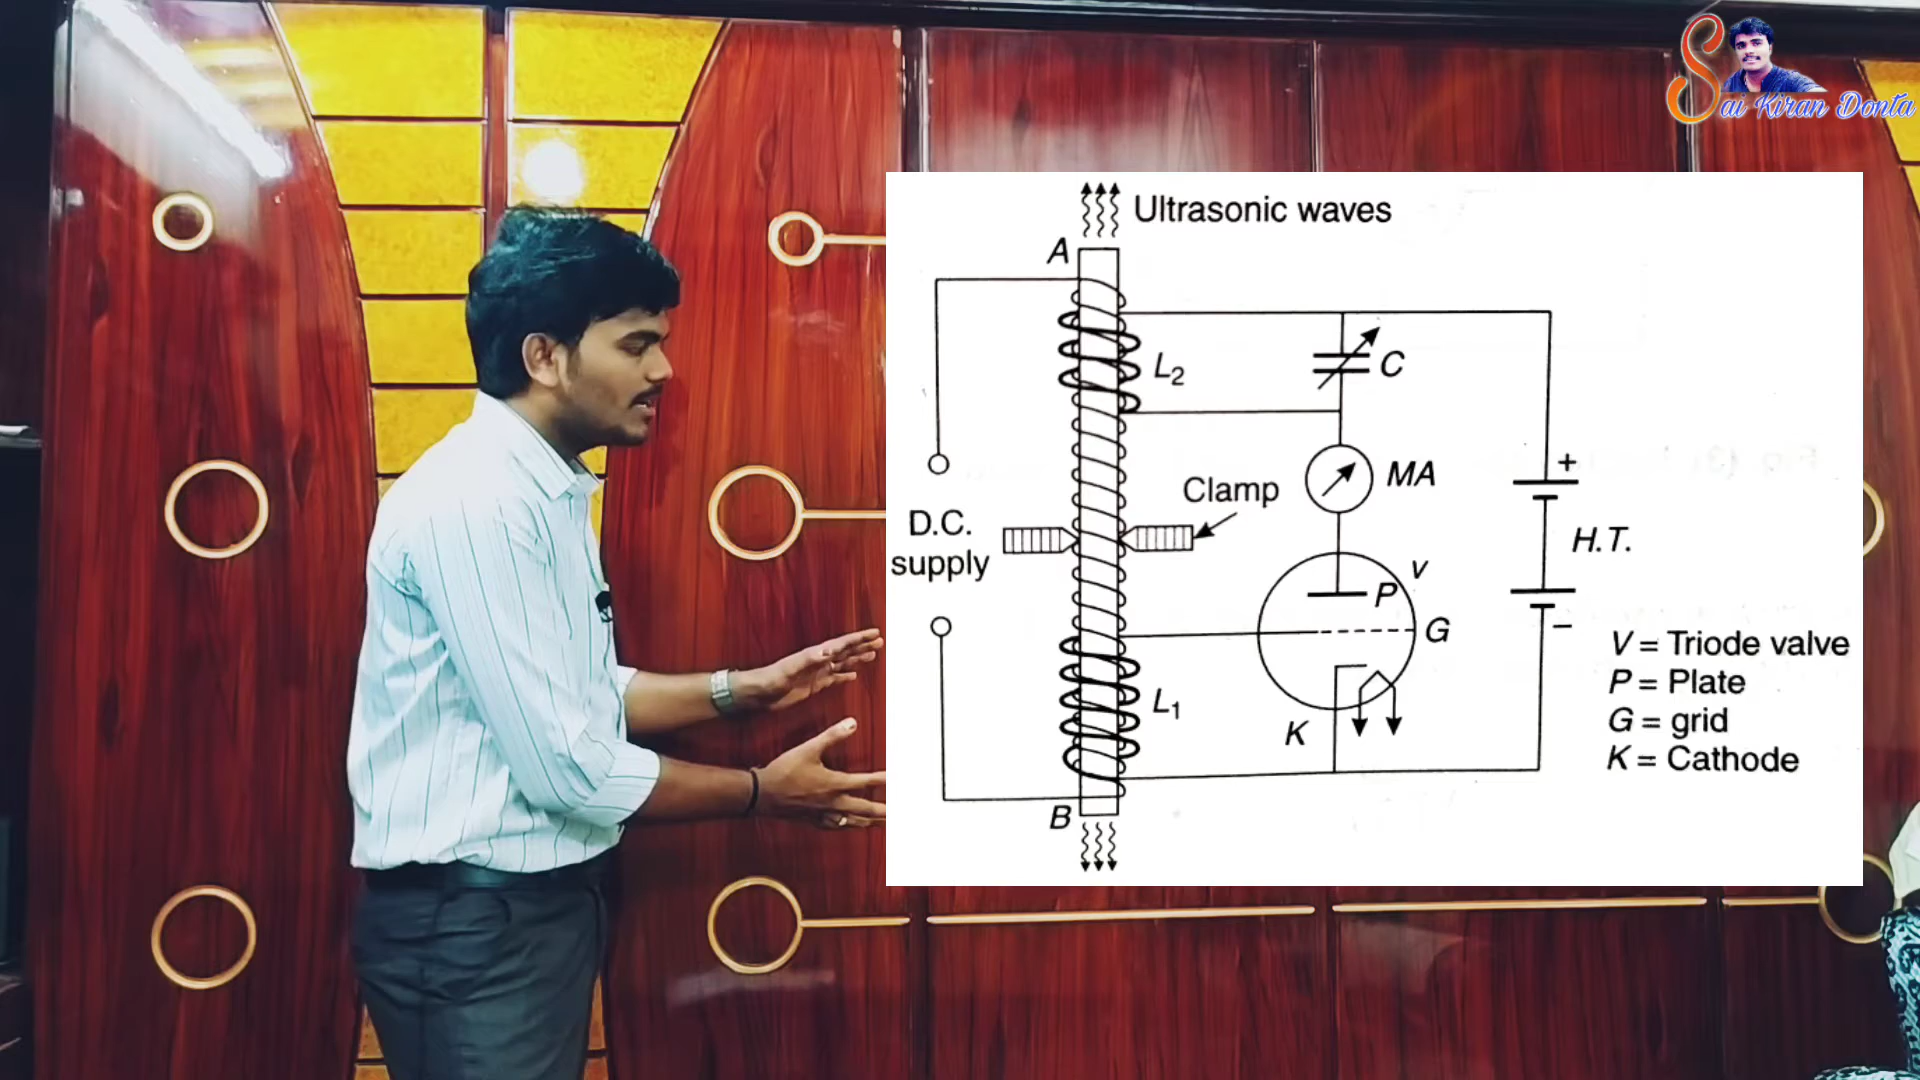 Sai Kiran Donta
Ultrasonic waves
A
L2
C
+
MA
Clamp
D.C.
supply
H.T.
V
P
G
−
V = Triode valve
P = Plate
G = grid
K = Cathode
L1
K
B